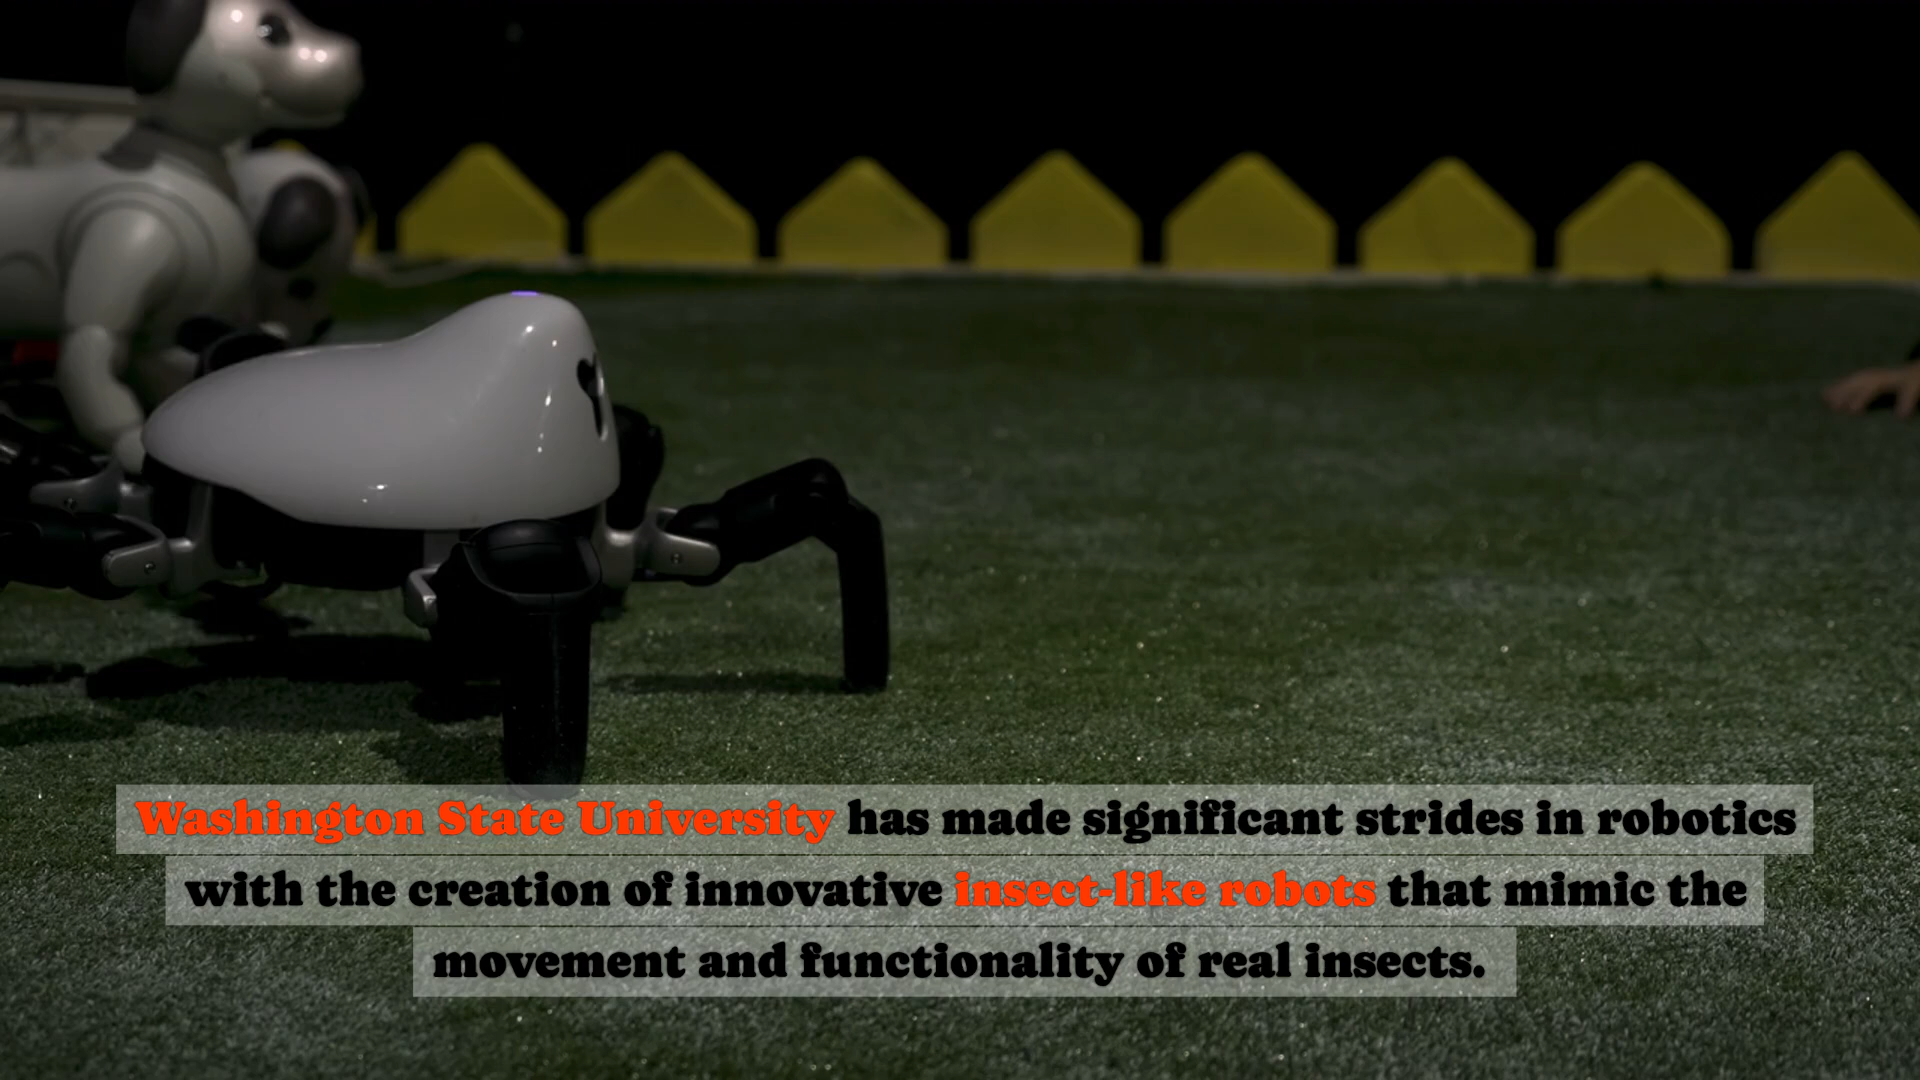 Washington State University has made significant strides in robotics
with the creation of innovative insect-like robots that mimic the
movement and functionality of real insects.